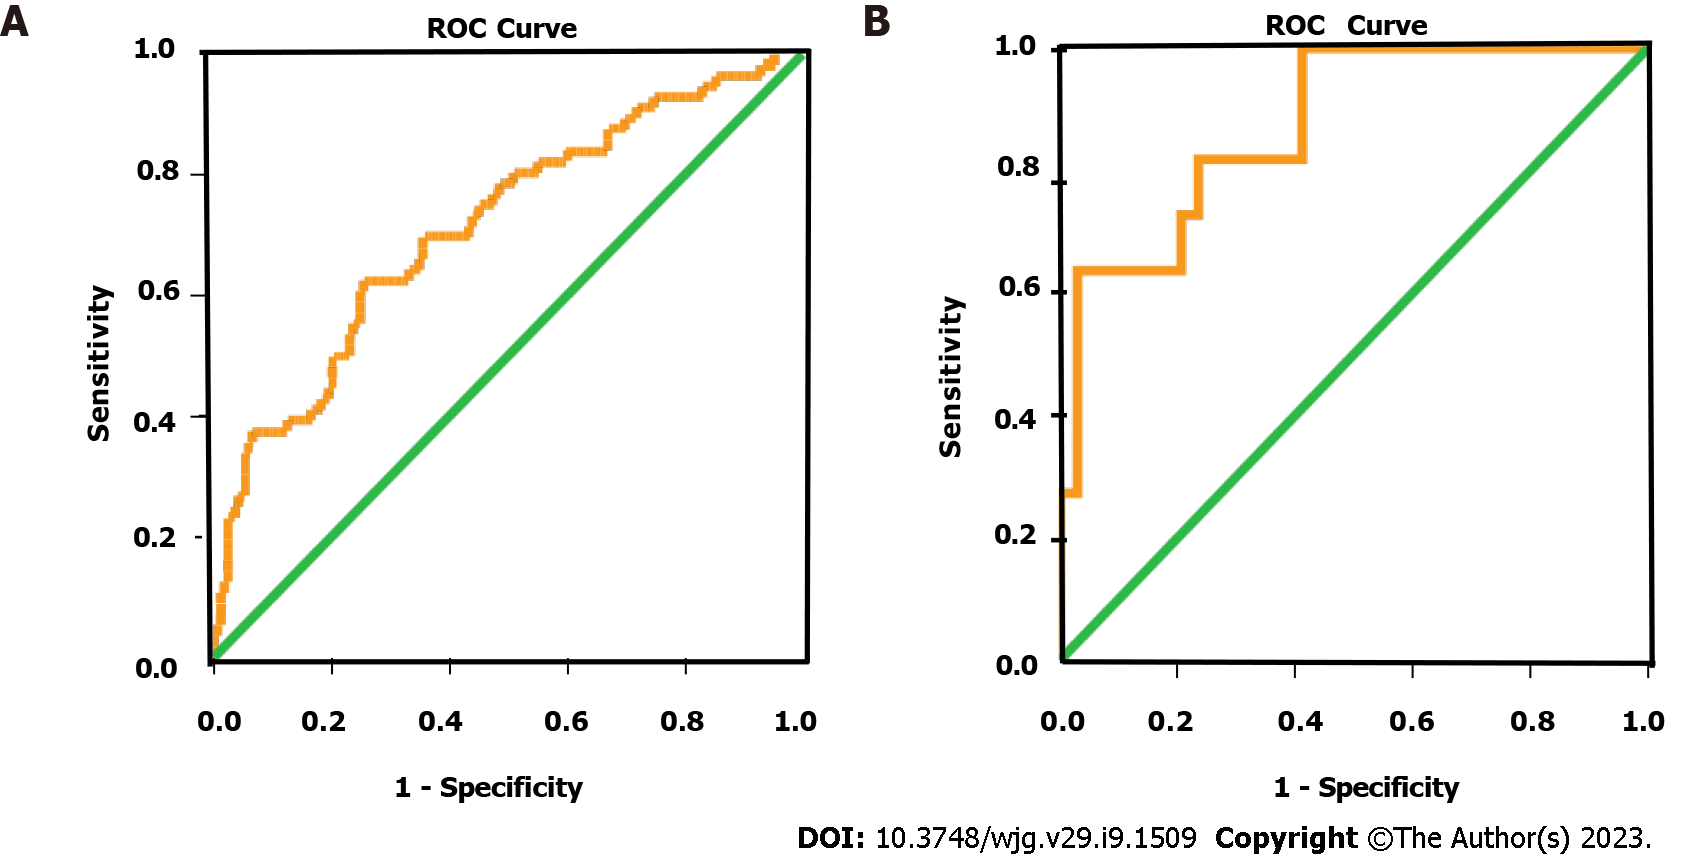 A
ROC Curve
1.0
0.8
0.6
0.4
0.2
0.0
Sensitivity
0.0 0.2 0.4 0.6 0.8 1.0
1 - Specificity
B
ROC Curve
1.0
0.8
0.6
0.4
0.2
0.0
Sensitivity
0.0 0.2 0.4 0.6 0.8 1.0
1 - Specificity
DOI: 10.3748/wjg.v29.i9.1509 Copyright ©The Author(s) 2023.